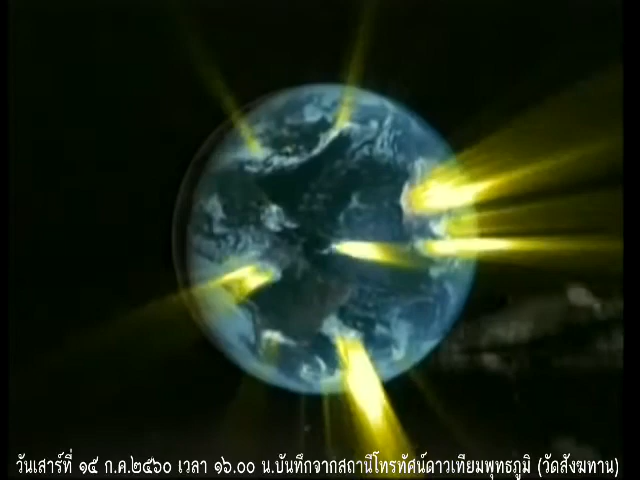 วันเสาร์ที่ ๑๕ ก.ค.๒๕๖๐ เวลา ๑๖.๐๐ น.บันทึกจากสถานีโทรทัศน์ดาวเทียมพุทธภูมิ (วัดสังฆทาน)